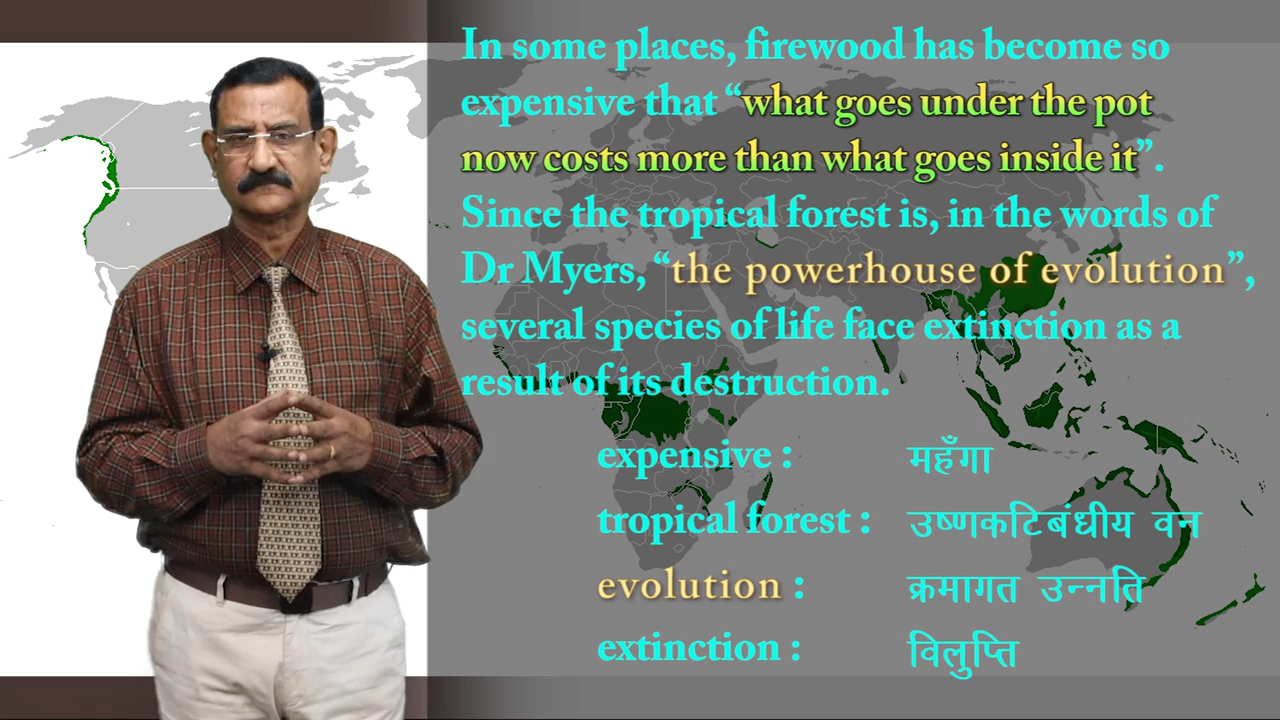 In some places, firewood has become so
expensive that “what goes under the pot
now costs more than what goes inside it”.
Since the tropical forest is, in the words of
Dr Myers, “the powerhouse of evolution”,
several species of life face extinction as a
result of its destruction.
expensive : महँगा
tropical forest : उष्णकटिबंधीय वन
evolution : क्रमागत उन्नति
extinction : विलुप्ति